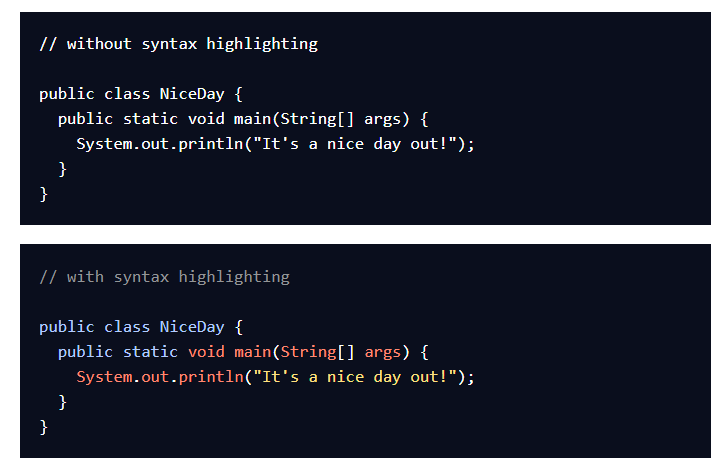 // without syntax highlighting
public class NiceDay {
  public static void main(String[] args) {
    System.out.println("It's a nice day out!");
  }
}
// with syntax highlighting
public class NiceDay {
  public static void main(String[] args) {
    System.out.println("It's a nice day out!");
  }
}